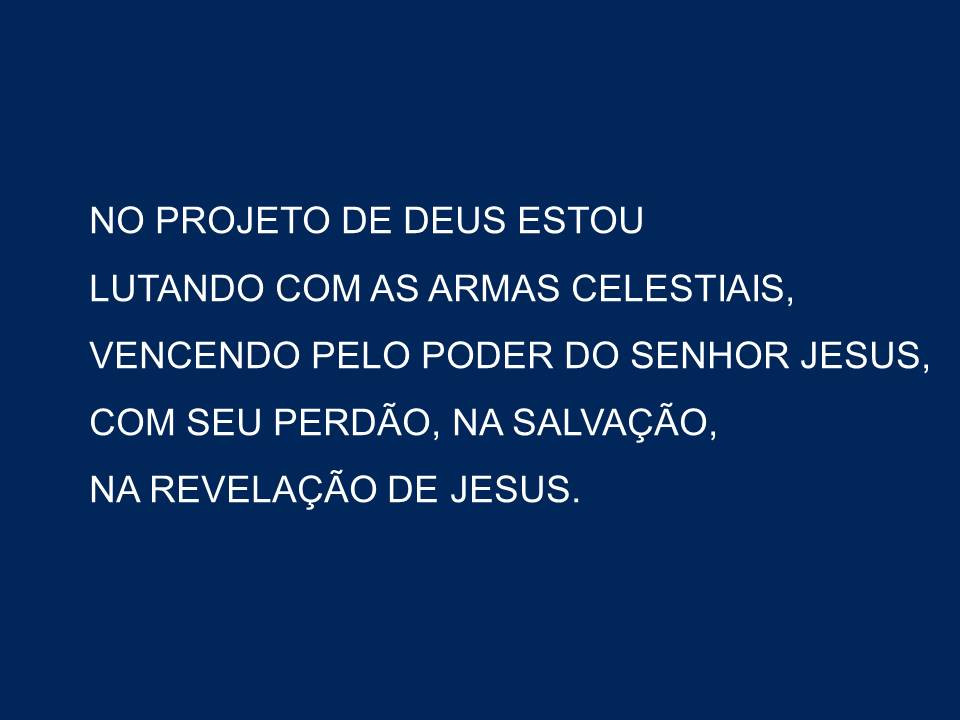 NO PROJETO DE DEUS ESTOU
LUTANDO COM AS ARMAS CELESTIAIS,
VENCENDO PELO PODER DO SENHOR JESUS,
COM SEU PERDÃO, NA SALVAÇÃO,
NA REVELAÇÃO DE JESUS.